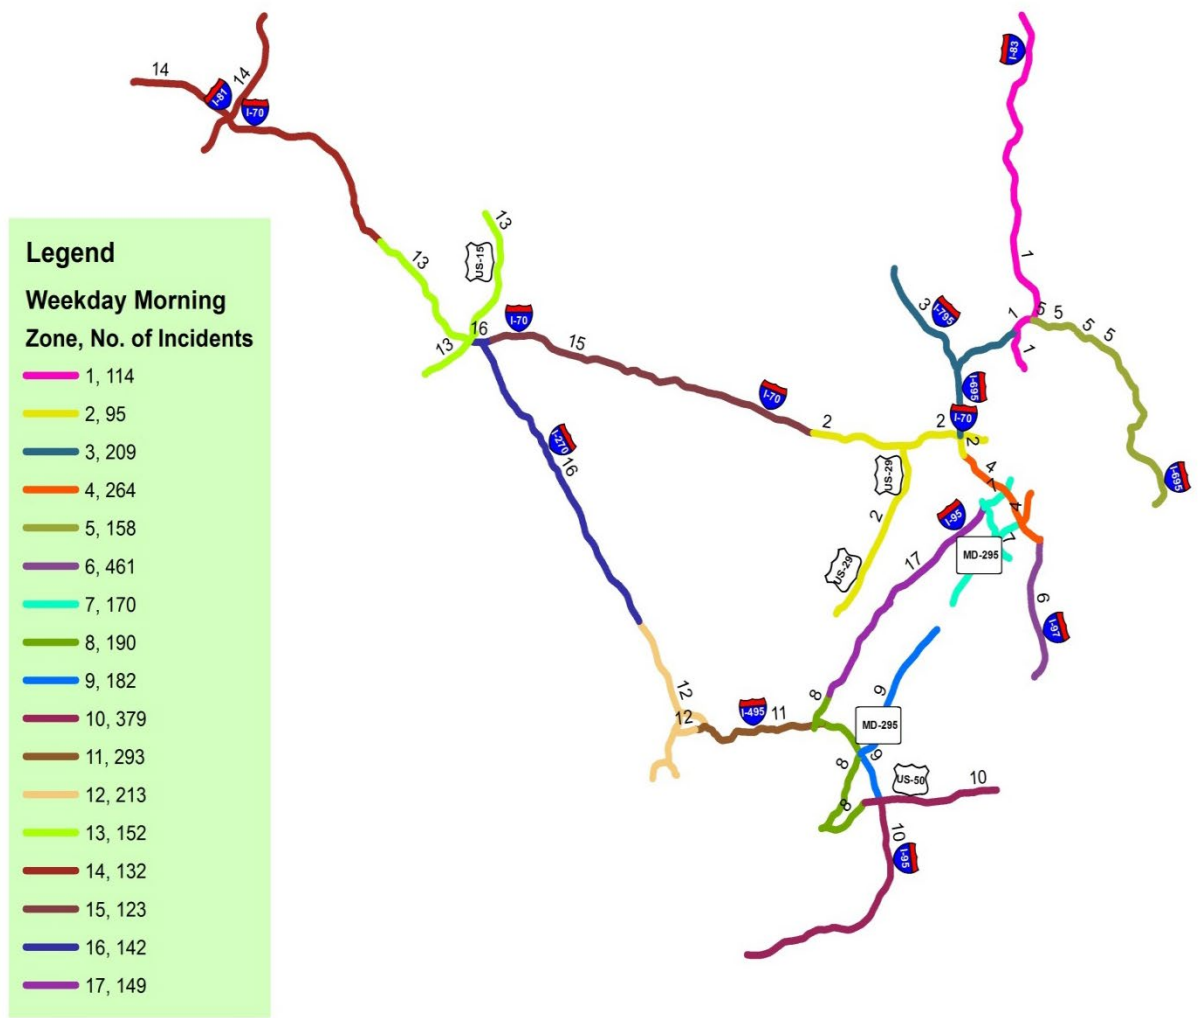 14
14
I-81
I-70
I-83
13
US-15
13
1
3
I-795
1
5
5
5
5
1
16
I-70
13
15
I-695
I-70
I-70
2
2
2
I-270
16
US-29
4
7
4
I-695
I-95
7
MD-295
2
17
US-29
6
I-97
12
12
I-495
11
8
9
MD-295
9
8
US-50
10
8
10
I-95
Legend
Weekday Morning
Zone, No. of Incidents
1, 114
2, 95
3, 209
4, 264
5, 158
6, 461
7, 170
8, 190
9, 182
10, 379
11, 293
12, 213
13, 152
14, 132
15, 123
16, 142
17, 149